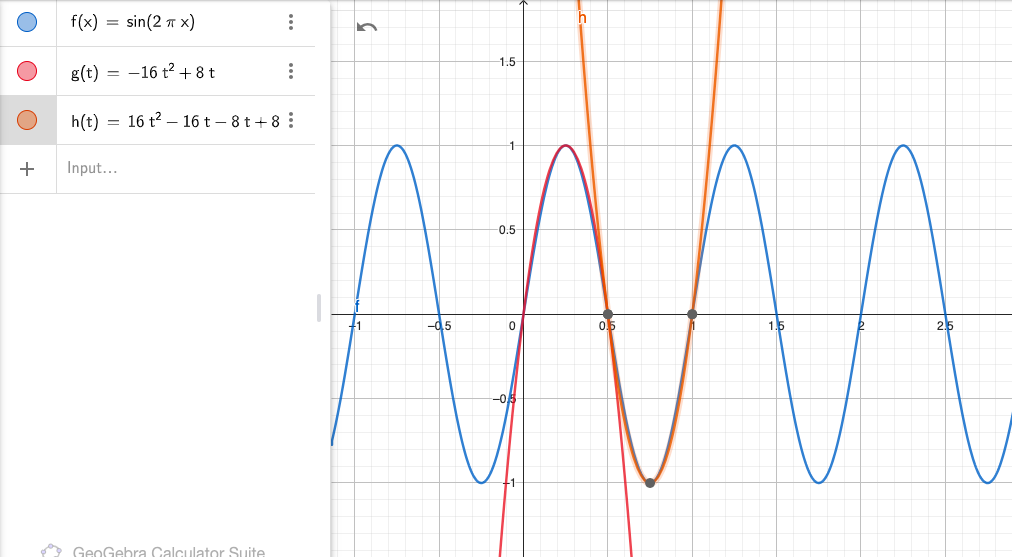 f(x) = sin(2 π x)
g(t) = −16 t² + 8 t
h(t) = 16 t² − 16 t − 8 t + 8
Input...
GeoGebra Calculator Suite
h
1.5
1
0.5
f
−1
−0.5
0
0.5
1
1.5
2
2.5
−0.5
−1